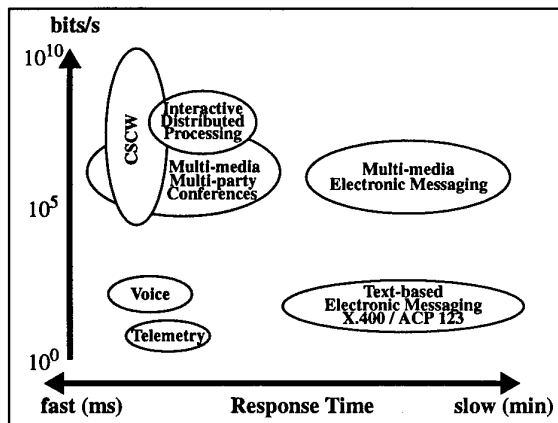 bits/s
10^10
CSCW
Interactive
Distributed
Processing
Multi-media
Multi-party
Conferences
Multi-media
Electronic Messaging
10^5
Voice
Text-based
Electronic Messaging
X.400 / ACP 123
Telemetry
10^0
fast (ms) Response Time slow (min)